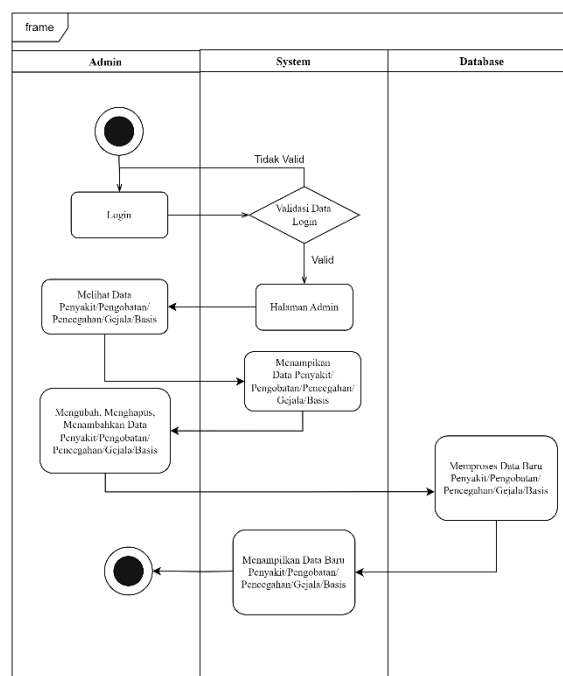 frame
Admin
System
Database
Tidak Valid
Login
Validasi Data
Login
Valid
Melihat Data
Penyakit/Pengobatan/
Pencegahan/Gejala/Basis
Halaman Admin
Menampikan
Data Penyakit/
Pengobatan/Pencegahan/
Gejala/Basis
Mengubah, Menghapus,
Menambahkan Data
Penyakit/Pengobatan/
Pencegahan/Gejala/Basis
Memproses Data Baru
Penyakit/Pengobatan/
Pencegahan/Gejala/Basis
Menampilkan Data Baru
Penyakit/Pengobatan/
Pencegahan/Gejala/Basis